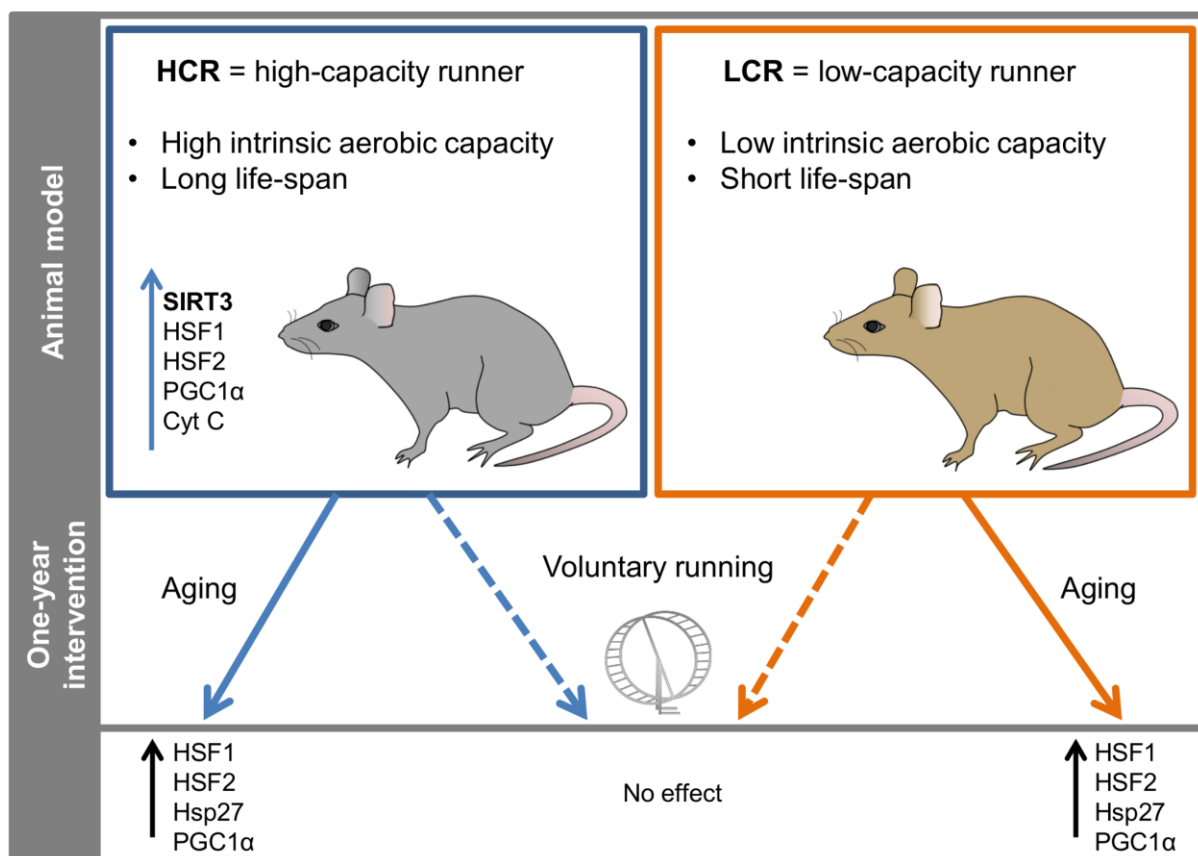 Animal model
HCR = high-capacity runner
• High intrinsic aerobic capacity
• Long life-span
SIRT3
HSF1
HSF2
PGC1α
Cyt C
LCR = low-capacity runner
• Low intrinsic aerobic capacity
• Short life-span
One-year
intervention
Aging
Voluntary running
Aging
HSF1
HSF2
Hsp27
PGC1α
No effect
HSF1
HSF2
Hsp27
PGC1α